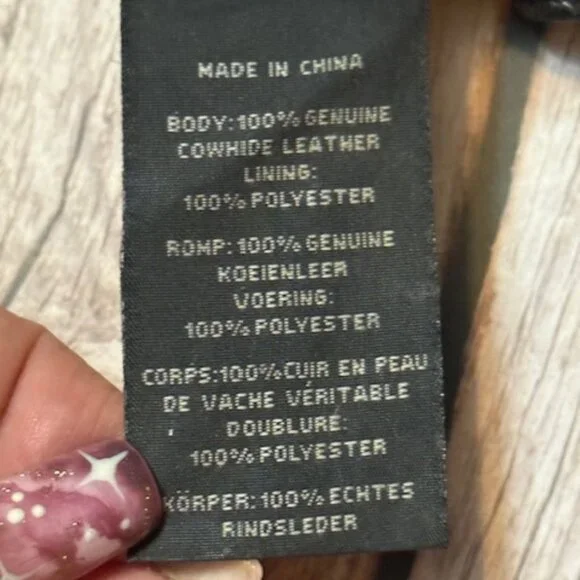 MADE IN CHINA
BODY:100% GENUINE
COWHIDE LEATHER
LINING:
100% POLYESTER
ROMP:100% GENUINE
KOEIENLEER
VOERING:
100% POLYESTER
CORPS:100% CUIR EN PEAU
DE VACHE VÉRITABLE
DOUBLURE:
100% POLYESTER
KÖRPER:100% ECHTES
RINDSLEDER